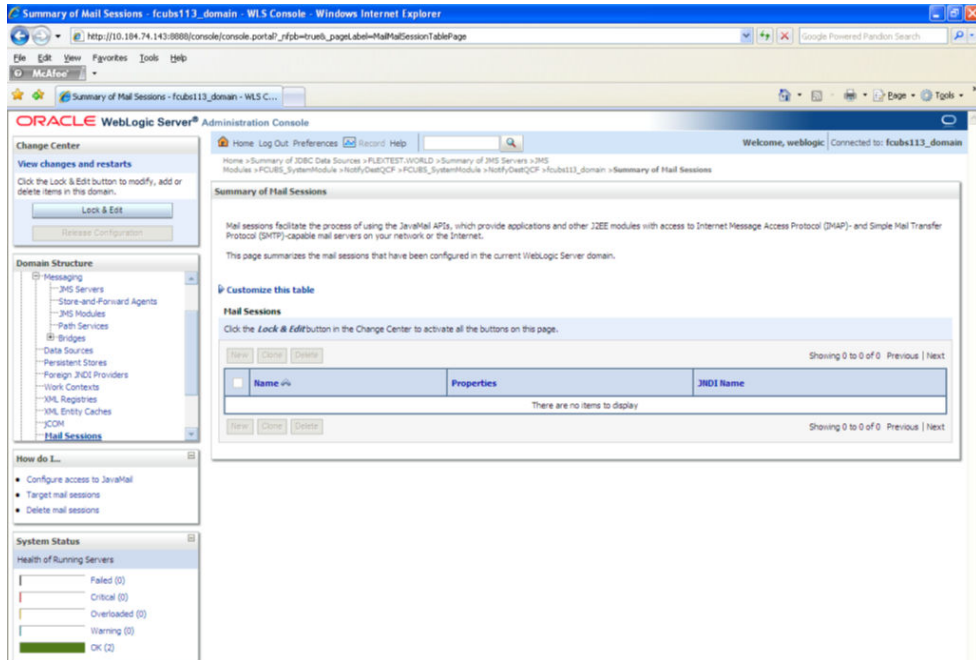 Summary of Mail Sessions - fcubs113_domain - WLS Console - Windows Internet Explorer
http://10.184.74.143:8888/console/console.portal?_nfpb=true&_pageLabel=MailMailSessionTablePage
Google Powered Pandion Search
File Edit View Favorites Tools Help
McAfee
Summary of Mail Sessions - fcubs113_domain - WLS C...
Page Tools
ORACLE WebLogic Server® Administration Console
Change Center
View changes and restarts
Click the Lock & Edit button to modify, add or
delete items in this domain.
Lock & Edit
Release Configuration
Domain Structure
Messaging
JMS Servers
Store-and-Forward Agents
JMS Modules
Path Services
Bridges
Data Sources
Persistent Stores
Foreign JNDI Providers
Work Contexts
XML Registries
XML Entity Caches
jCOM
Mail Sessions
How do I...
Configure access to JavaMail
Target mail sessions
Delete mail sessions
System Status
Health of Running Servers
Failed (0)
Critical (0)
Overloaded (0)
Warning (0)
OK (2)
Home Log Out Preferences Record Help
Welcome, weblogic Connected to: fcubs113_domain
Home >Summary of JDBC Data Sources >FLEXTEST.WORLD >Summary of JMS Servers >JMS
Modules >FCUBS_SystemModule >NotifyDestQCF >FCUBS_SystemModule >NotifyDestQCF >fcubs113_domain >Summary of Mail Sessions
Summary of Mail Sessions
Mail sessions facilitate the process of using the JavaMail APIs, which provide applications and other J2EE modules with access to Internet Message Access Protocol (IMAP)- and Simple Mail Transfer
Protocol (SMTP)-capable mail servers on your network or the Internet.
This page summarizes the mail sessions that have been configured in the current WebLogic Server domain.
Customize this table
Mail Sessions
Click the Lock & Edit button in the Change Center to activate all the buttons on this page.
New Clone Delete Showing 0 to 0 of 0 Previous | Next
Name Properties JNDI Name
There are no items to display
New Clone Delete Showing 0 to 0 of 0 Previous | Next